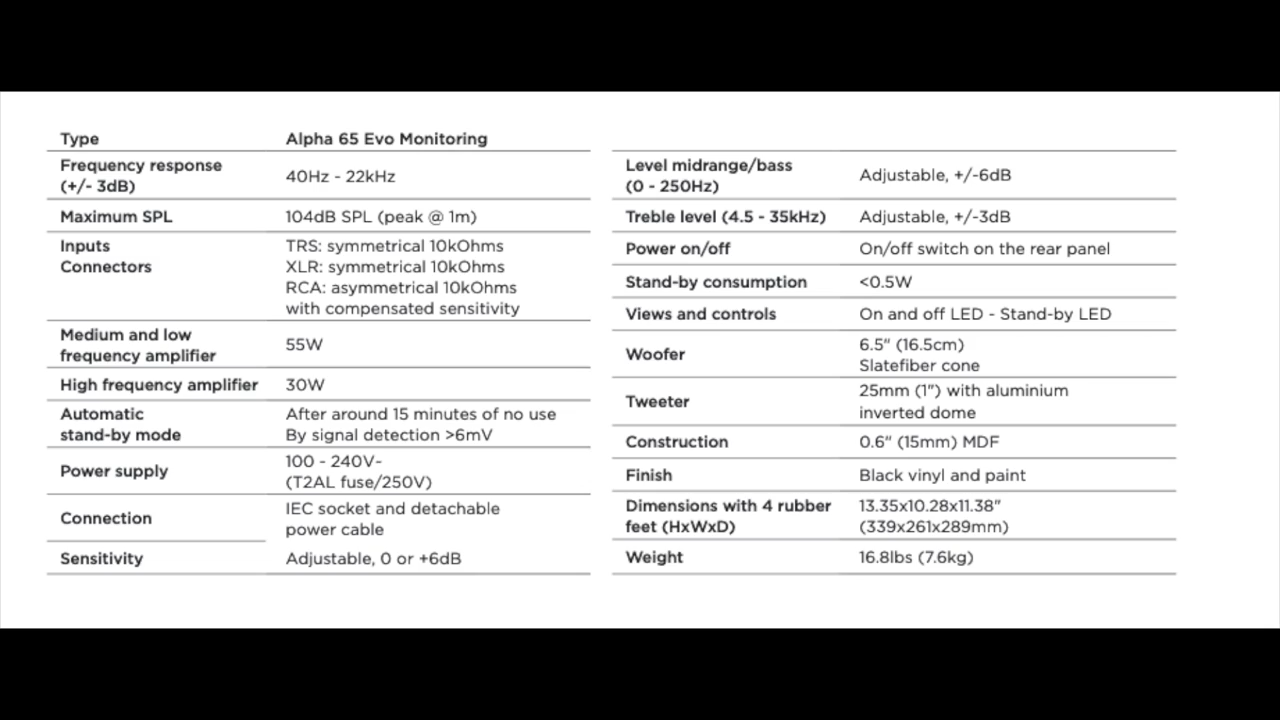 Type Alpha 65 Evo Monitoring
Frequency response
(+/- 3dB) 40Hz - 22kHz
Maximum SPL 104dB SPL (peak @ 1m)
Inputs TRS: symmetrical 10kOhms
Connectors XLR: symmetrical 10kOhms
RCA: asymmetrical 10kOhms
with compensated sensitivity
Medium and low
frequency amplifier 55W
High frequency amplifier 30W
Automatic After around 15 minutes of no use
stand-by mode By signal detection >6mV
Power supply 100 - 240V~
(T2AL fuse/250V)
Connection IEC socket and detachable
power cable
Sensitivity Adjustable, 0 or +6dB
Level midrange/bass
(0 - 250Hz) Adjustable, +/-6dB
Treble level (4.5 - 35kHz) Adjustable, +/-3dB
Power on/off On/off switch on the rear panel
Stand-by consumption <0.5W
Views and controls On and off LED - Stand-by LED
Woofer 6.5" (16.5cm)
Slatefiber cone
Tweeter 25mm (1") with aluminium
inverted dome
Construction 0.6" (15mm) MDF
Finish Black vinyl and paint
Dimensions with 4 rubber 13.35x10.28x11.38"
feet (HxWxD) (339x261x289mm)
Weight 16.8lbs (7.6kg)